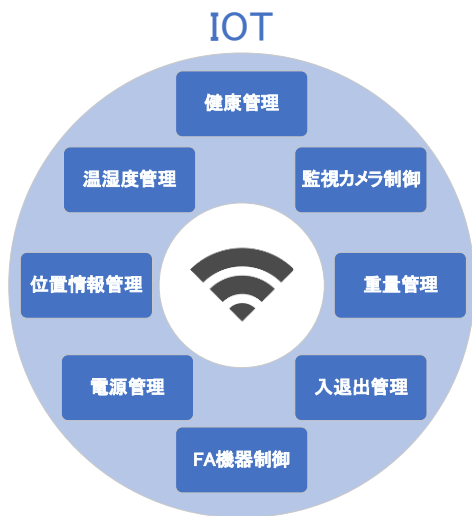 IOT
健康管理
温湿度管理
監視カメラ制御
位置情報管理
重量管理
電源管理
入退出管理
FA機器制御